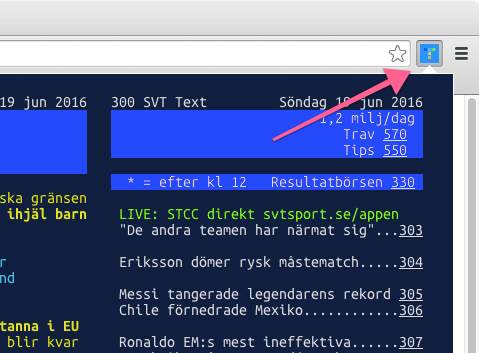 19 jun 2016
ska gränsen
ihjäl barn
r
nd
tanna i EU
blir kvar
300 SVT Text Söndag 19 jun 2016
1,2 milj/dag
Trav 570
Tips 550
* = efter kl 12 Resultatbörsen 330
LIVE: STCC direkt svtsport.se/appen
"De andra teamen har närmat sig"...303
Eriksson dömer rysk måstematch.....304
Messi tangerade legendarens rekord 305
Chile förnedrade Mexiko............306
Ronaldo EM:s mest ineffektiva......307